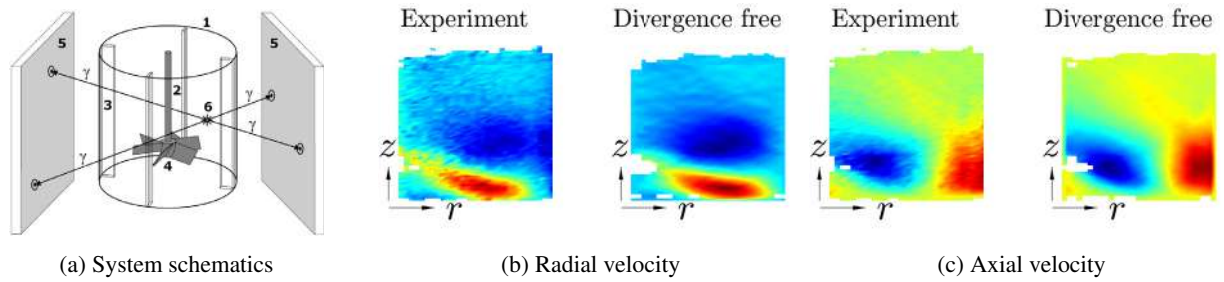 1
5
5
γ
γ
2
3
6
γ
γ
4
(a) System schematics
Experiment
Divergence free
z
r
z
r
(b) Radial velocity
Experiment
Divergence free
z
r
z
r
(c) Axial velocity